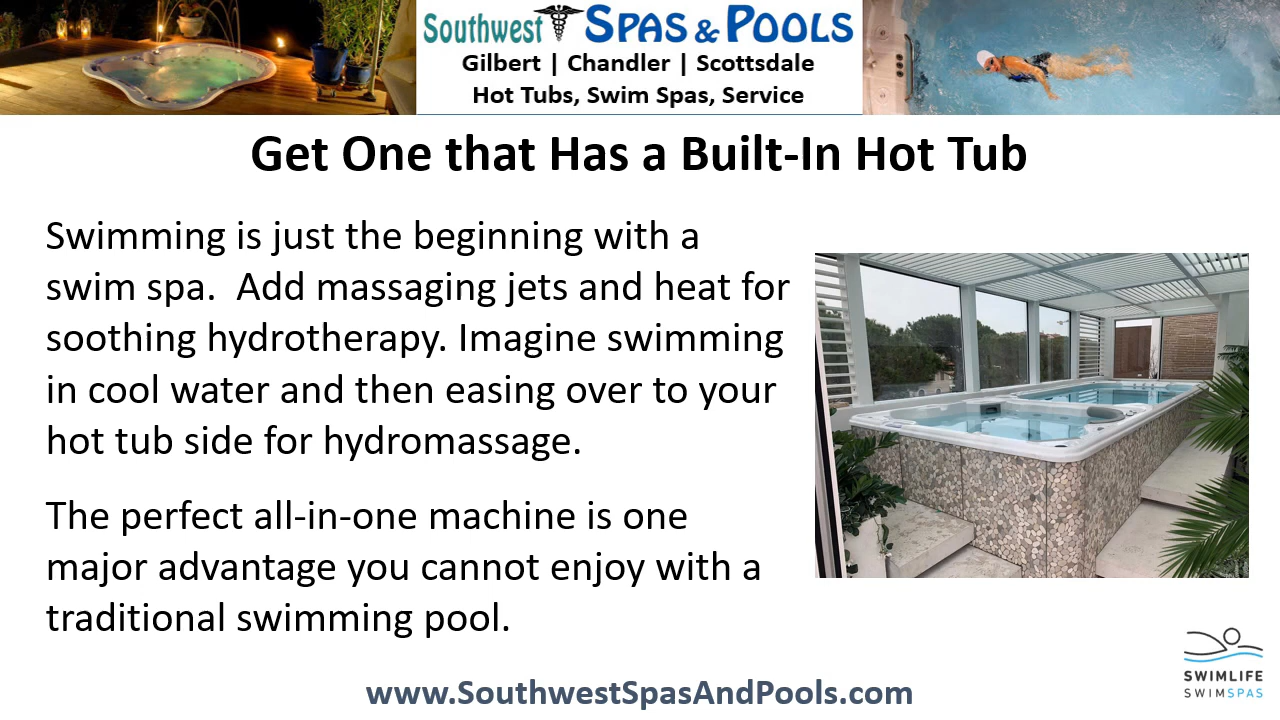 Southwest SPAS & POOLS
Gilbert | Chandler | Scottsdale
Hot Tubs, Swim Spas, Service
Get One that Has a Built-In Hot Tub
Swimming is just the beginning with a
swim spa.  Add massaging jets and heat for
soothing hydrotherapy. Imagine swimming
in cool water and then easing over to your
hot tub side for hydromassage.
The perfect all-in-one machine is one
major advantage you cannot enjoy with a
traditional swimming pool.
SWIMLIFE
SWIMSPAS
www.SouthwestSpasAndPools.com